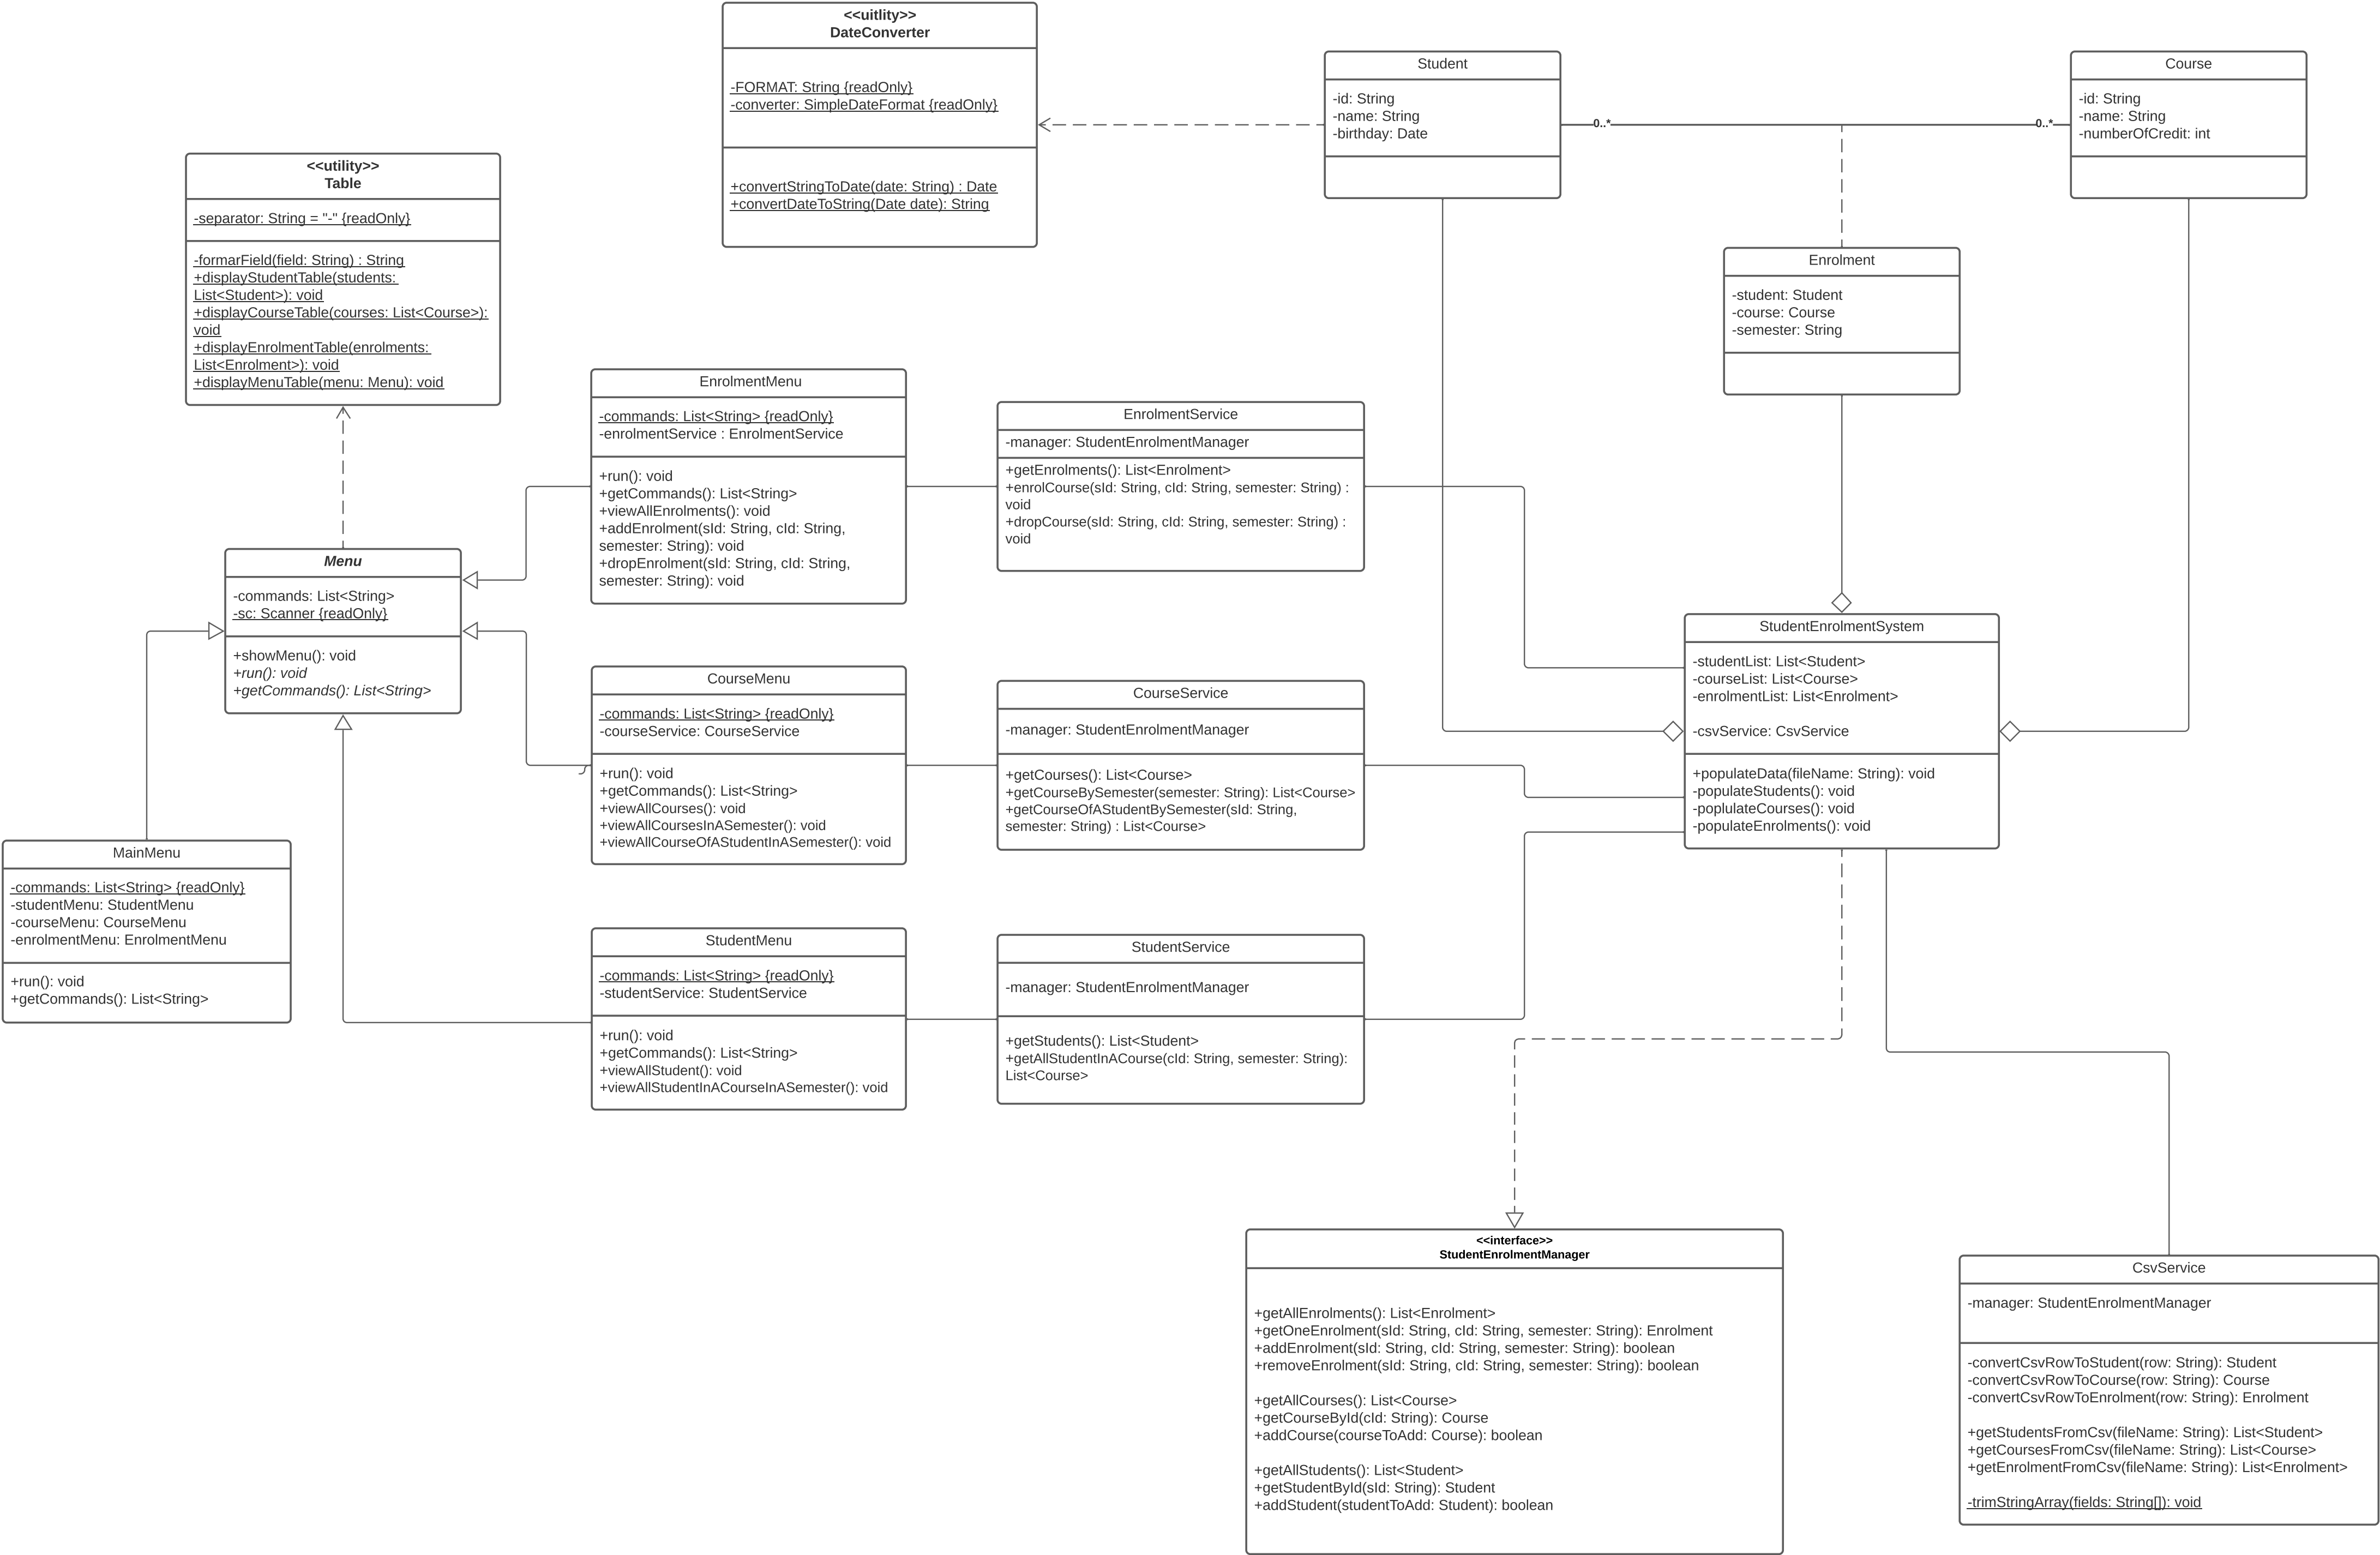 <<uitlity>>
DateConverter
-FORMAT: String {readOnly}
-converter: SimpleDateFormat {readOnly}
+convertStringToDate(date: String) : Date
+convertDateToString(Date date): String
Student
-id: String
-name: String
-birthday: Date
0..*
0..*
Course
-id: String
-name: String
-numberOfCredit: int
<<utility>>
Table
-separator: String = "-" {readOnly}
-formarField(field: String) : String
+displayStudentTable(students:
List<Student>): void
+displayCourseTable(courses: List<Course>):
void
+displayEnrolmentTable(enrolments:
List<Enrolment>): void
+displayMenuTable(menu: Menu): void
Enrolment
-student: Student
-course: Course
-semester: String
EnrolmentMenu
-commands: List<String> {readOnly}
-enrolmentService : EnrolmentService
+run(): void
+getCommands(): List<String>
+viewAllEnrolments(): void
+addEnrolment(sId: String, cId: String,
semester: String): void
+dropEnrolment(sId: String, cId: String,
semester: String): void
EnrolmentService
-manager: StudentEnrolmentManager
+getEnrolments(): List<Enrolment>
+enrolCourse(sId: String, cId: String, semester: String) :
void
+dropCourse(sId: String, cId: String, semester: String) :
void
Menu
-commands: List<String>
-sc: Scanner {readOnly}
+showMenu(): void
+run(): void
+getCommands(): List<String>
StudentEnrolmentSystem
-studentList: List<Student>
-courseList: List<Course>
-enrolmentList: List<Enrolment>
-csvService: CsvService
+populateData(fileName: String): void
-populateStudents(): void
-poplulateCourses(): void
-populateEnrolments(): void
CourseMenu
-commands: List<String> {readOnly}
-courseService: CourseService
+run(): void
+getCommands(): List<String>
+viewAllCourses(): void
+viewAllCoursesInASemester(): void
+viewAllCourseOfAStudentInASemester(): void
CourseService
-manager: StudentEnrolmentManager
+getCourses(): List<Course>
+getCourseBySemester(semester: String): List<Course>
+getCourseOfAStudentBySemester(sId: String,
semester: String) : List<Course>
MainMenu
-commands: List<String> {readOnly}
-studentMenu: StudentMenu
-courseMenu: CourseMenu
-enrolmentMenu: EnrolmentMenu
+run(): void
+getCommands(): List<String>
StudentMenu
-commands: List<String> {readOnly}
-studentService: StudentService
+run(): void
+getCommands(): List<String>
+viewAllStudent(): void
+viewAllStudentInACourseInASemester(): void
StudentService
-manager: StudentEnrolmentManager
+getStudents(): List<Student>
+getAllStudentInACourse(cId: String, semester: String):
List<Course>
<<interface>>
StudentEnrolmentManager
+getAllEnrolments(): List<Enrolment>
+getOneEnrolment(sId: String, cId: String, semester: String): Enrolment
+addEnrolment(sId: String, cId: String, semester: String): boolean
+removeEnrolment(sId: String, cId: String, semester: String): boolean
+getAllCourses(): List<Course>
+getCourseById(cId: String): Course
+addCourse(courseToAdd: Course): boolean
+getAllStudents(): List<Student>
+getStudentById(sId: String): Student
+addStudent(studentToAdd: Student): boolean
CsvService
-manager: StudentEnrolmentManager
-convertCsvRowToStudent(row: String): Student
-convertCsvRowToCourse(row: String): Course
-convertCsvRowToEnrolment(row: String): Enrolment
+getStudentsFromCsv(fileName: String): List<Student>
+getCoursesFromCsv(fileName: String): List<Course>
+getEnrolmentFromCsv(fileName: String): List<Enrolment>
-trimStringArray(fields: String[]): void